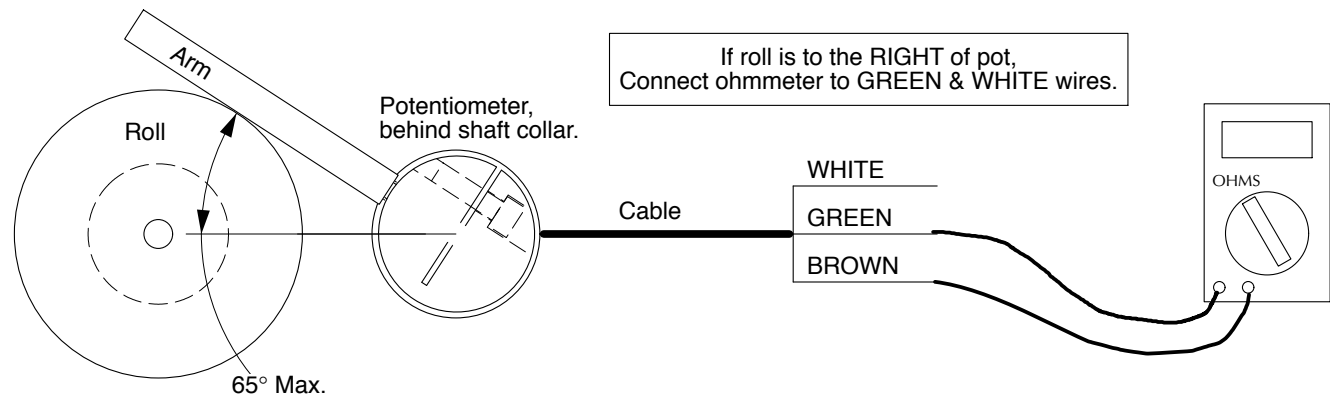 Arm
If roll is to the RIGHT of pot,
Connect ohmmeter to GREEN & WHITE wires.
Potentiometer,
behind shaft collar.
Roll
WHITE
OHMS
Cable
GREEN
BROWN
65° Max.